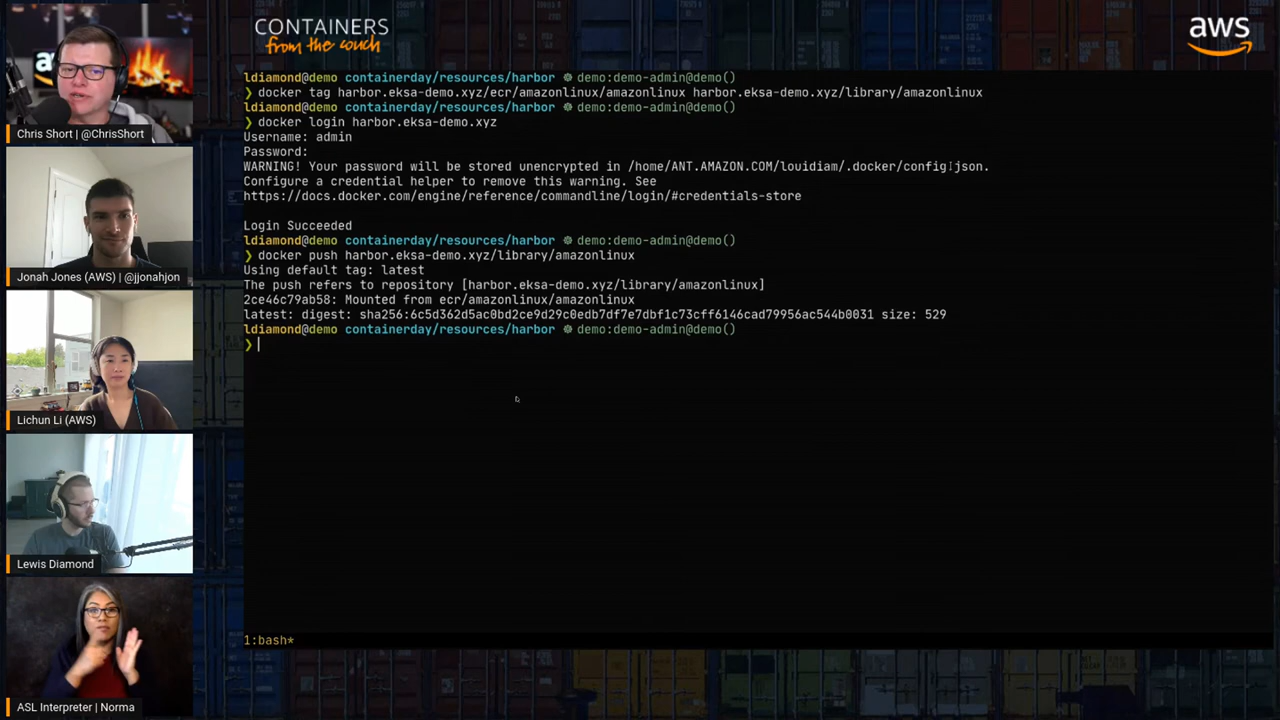 CONTAINERS
from the couch
aws
ldiamond@demo containerday/resources/harbor ☸ demo:demo-admin@demo()
❯ docker tag harbor.eksa-demo.xyz/ecr/amazonlinux/amazonlinux harbor.eksa-demo.xyz/library/amazonlinux
ldiamond@demo containerday/resources/harbor ☸ demo:demo-admin@demo()
❯ docker login harbor.eksa-demo.xyz
Username: admin
Password:
WARNING! Your password will be stored unencrypted in /home/ANT.AMAZON.COM/louidiam/.docker/config.json.
Configure a credential helper to remove this warning. See
https://docs.docker.com/engine/reference/commandline/login/#credentials-store
Login Succeeded
ldiamond@demo containerday/resources/harbor ☸ demo:demo-admin@demo()
❯ docker push harbor.eksa-demo.xyz/library/amazonlinux
Using default tag: latest
The push refers to repository [harbor.eksa-demo.xyz/library/amazonlinux]
2ce46c79ab58: Mounted from ecr/amazonlinux/amazonlinux
latest: digest: sha256:6c5d362d5ac0bd2ce9d29c0edb7df7e7dbf1c73cff6146cad79956ac544b0031 size: 529
ldiamond@demo containerday/resources/harbor ☸ demo:demo-admin@demo()
❯
1:bash*
Chris Short | @ChrisShort
Jonah Jones (AWS) | @jjonahjon
Lichun Li (AWS)
Lewis Diamond
ASL Interpreter | Norma